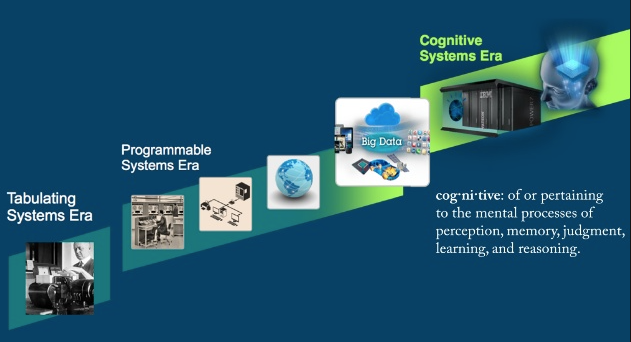 Cognitive
Systems Era
IBM
Big Data
Programmable
Systems Era
cog·ni·tive: of or pertaining
to the mental processes of
perception, memory, judgment,
learning, and reasoning.
Tabulating
Systems Era